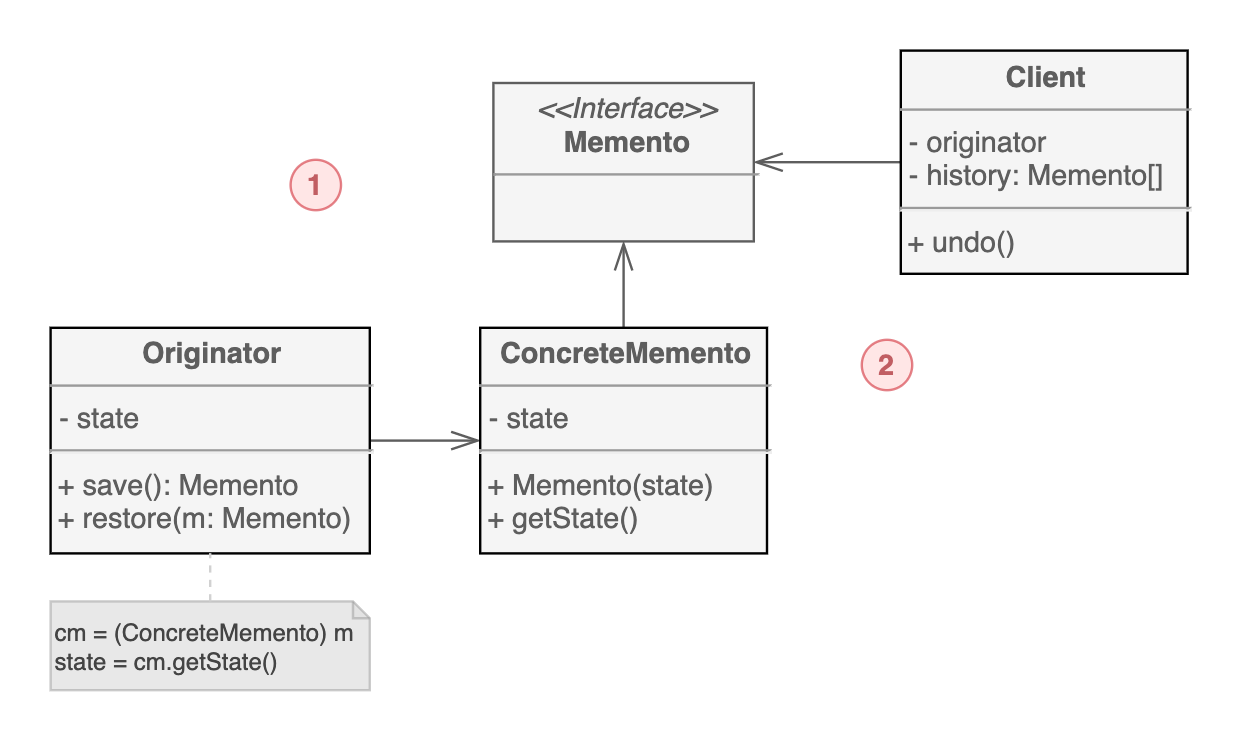 Client
- originator
- history: Memento[]
+ undo()
<<Interface>>
Memento
1
2
Originator
- state
+ save(): Memento
+ restore(m: Memento)
ConcreteMemento
- state
+ Memento(state)
+ getState()
cm = (ConcreteMemento) m
state = cm.getState()